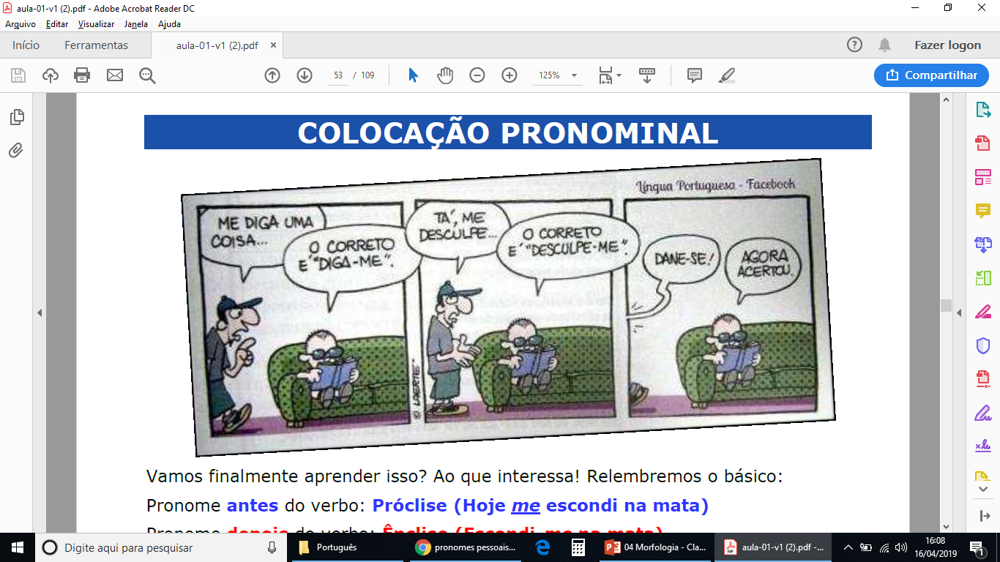 aula-01-v1 (2).pdf - Adobe Acrobat Reader DC
Arquivo Editar Visualizar Janela Ajuda
Início Ferramentas aula-01-v1 (2).pdf × Fazer logon
53 / 109 125% Compartilhar
COLOCAÇÃO PRONOMINAL
Língua Portuguesa - Facebook
ME DIGA UMA
COISA...
O CORRETO
É "DIGA-ME".
TÁ, ME
DESCULPE...
O CORRETO
É "DESCULPE-ME".
DANE-SE!
AGORA
ACERTOU.
© LAERTE
Vamos finalmente aprender isso? Ao que interessa! Relembremos o básico:
Pronome antes do verbo: Próclise (Hoje me escondi na mata)
Pronome depois do verbo: Ênclise (Escondi-me na mata)
Digite aqui para pesquisar
Português
pronomes pessoais...
04 Morfologia - Cla...
aula-01-v1 (2).pdf -...
16:08
16/04/2019
1